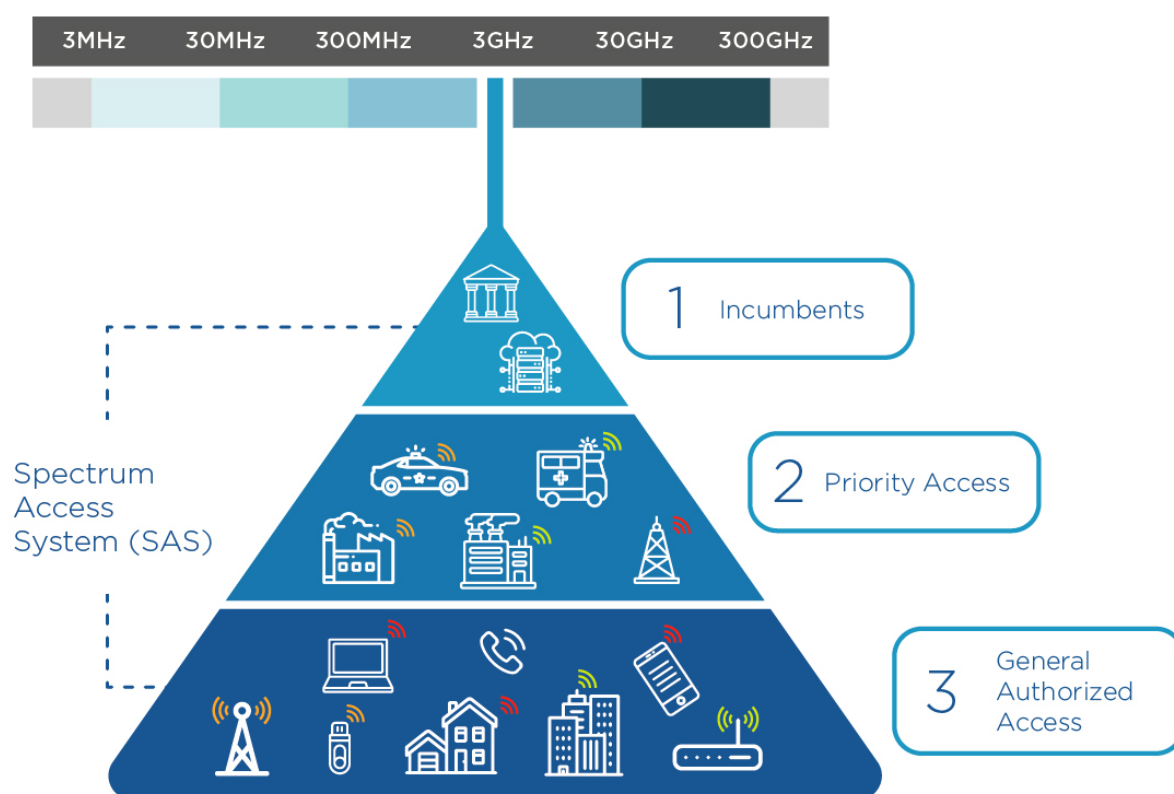 3MHz 30MHz 300MHz 3GHz 30GHz 300GHz
1 Incumbents
Spectrum
Access
System (SAS)
2 Priority Access
3 General
Authorized
Access